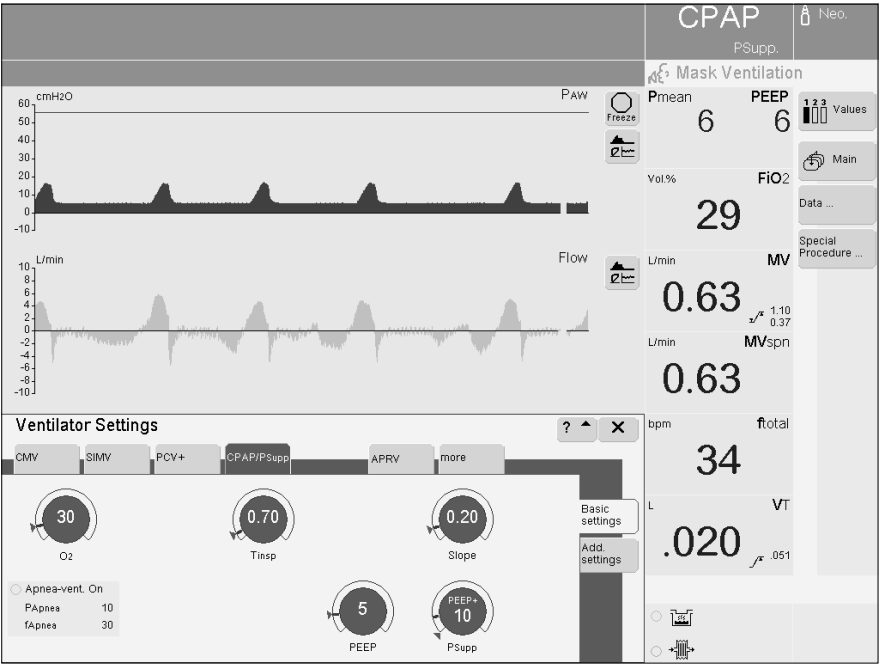 CPAP
PSupp.
Neo.
Mask Ventilation
cmH2O
PAW
60
50
40
30
20
10
0
-10
Freeze
L/min
Flow
10
8
6
4
2
0
-2
-4
-6
-8
-10
Pmean PEEP
6 6
Vol.% FiO2
29
L/min MV
0.63
1.10
0.37
L/min MVspn
0.63
bpm ftotal
34
L VT
.020
.051
1 2 3
Values
Main
Data ...
Special
Procedure ...
Ventilator Settings
? X
CMV SIMV PCV+ CPAP/PSupp APRV more
30 0.70 0.20
O2 Tinsp Slope
Basic
settings
Add.
settings
Apnea-vent. On
PApnea 10
fApnea 30
5
PEEP
PEEP+
10
PSupp